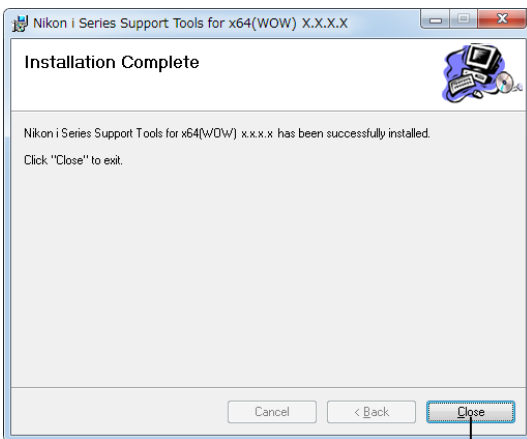 Nikon i Series Support Tools for x64(WOW) X.X.X.X
Installation Complete
Nikon i Series Support Tools for x64(WOW) x.x.x.x has been successfully installed.
Click "Close" to exit.
Cancel
< Back
Close